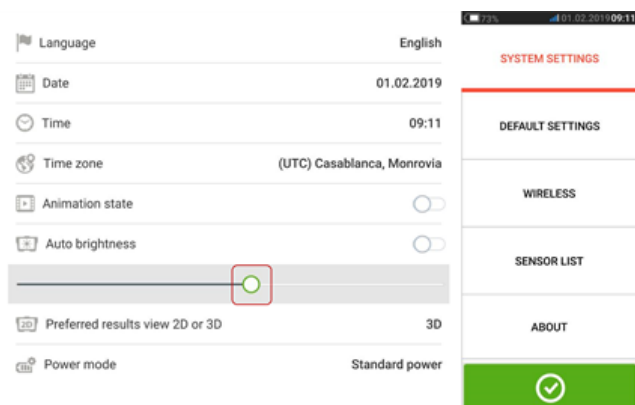 Language English
Date 01.02.2019
Time 09:11
Time zone (UTC) Casablanca, Monrovia
Animation state
Auto brightness
2D Preferred results view 2D or 3D 3D
Power mode Standard power
73% 01.02.2019 09:11
SYSTEM SETTINGS
DEFAULT SETTINGS
WIRELESS
SENSOR LIST
ABOUT